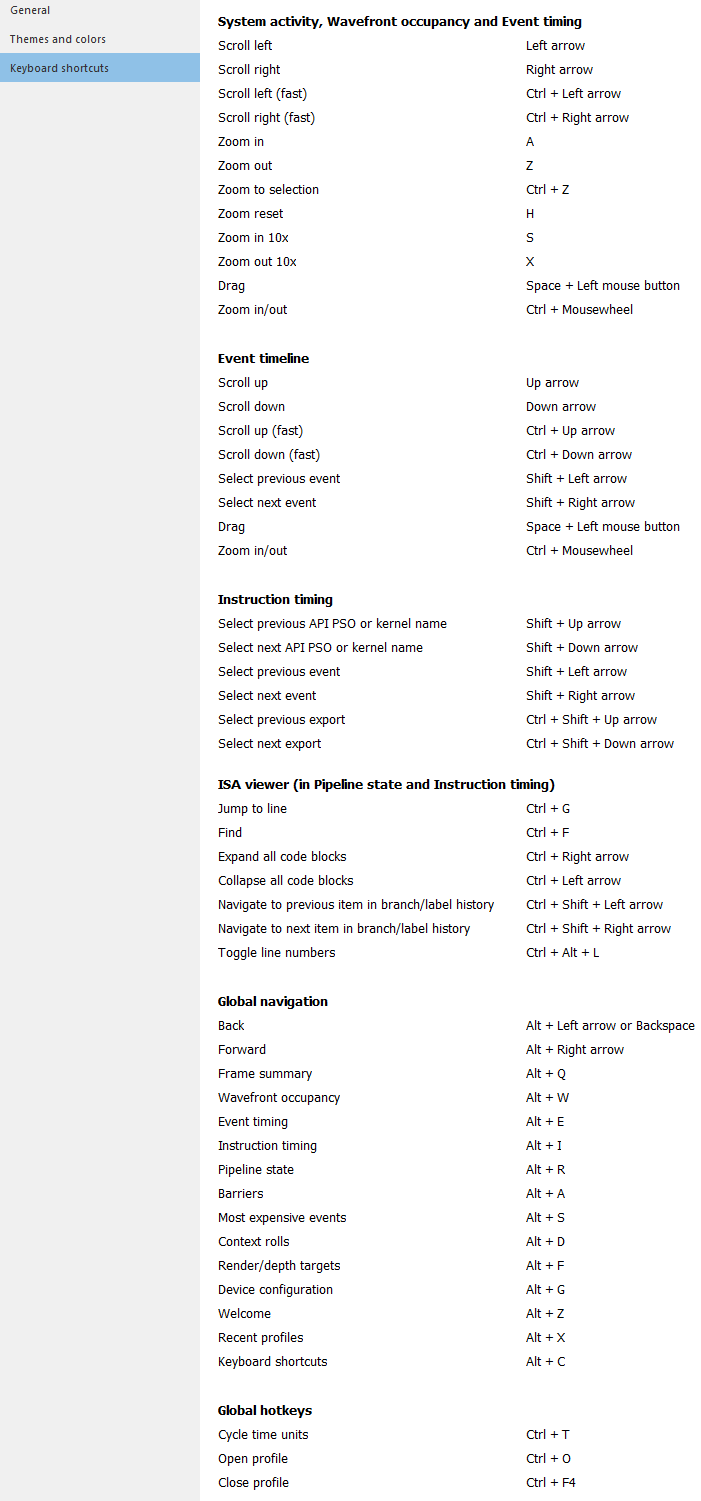 General
Themes and colors
Keyboard shortcuts
System activity, Wavefront occupancy and Event timing
Scroll left Left arrow
Scroll right Right arrow
Scroll left (fast) Ctrl + Left arrow
Scroll right (fast) Ctrl + Right arrow
Zoom in A
Zoom out Z
Zoom to selection Ctrl + Z
Zoom reset H
Zoom in 10x S
Zoom out 10x X
Drag Space + Left mouse button
Zoom in/out Ctrl + Mousewheel
Event timeline
Scroll up Up arrow
Scroll down Down arrow
Scroll up (fast) Ctrl + Up arrow
Scroll down (fast) Ctrl + Down arrow
Select previous event Shift + Left arrow
Select next event Shift + Right arrow
Drag Space + Left mouse button
Zoom in/out Ctrl + Mousewheel
Instruction timing
Select previous API PSO or kernel name Shift + Up arrow
Select next API PSO or kernel name Shift + Down arrow
Select previous event Shift + Left arrow
Select next event Shift + Right arrow
Select previous export Ctrl + Shift + Up arrow
Select next export Ctrl + Shift + Down arrow
ISA viewer (in Pipeline state and Instruction timing)
Jump to line Ctrl + G
Find Ctrl + F
Expand all code blocks Ctrl + Right arrow
Collapse all code blocks Ctrl + Left arrow
Navigate to previous item in branch/label history Ctrl + Shift + Left arrow
Navigate to next item in branch/label history Ctrl + Shift + Right arrow
Toggle line numbers Ctrl + Alt + L
Global navigation
Back Alt + Left arrow or Backspace
Forward Alt + Right arrow
Frame summary Alt + Q
Wavefront occupancy Alt + W
Event timing Alt + E
Instruction timing Alt + I
Pipeline state Alt + R
Barriers Alt + A
Most expensive events Alt + S
Context rolls Alt + D
Render/depth targets Alt + F
Device configuration Alt + G
Welcome Alt + Z
Recent profiles Alt + X
Keyboard shortcuts Alt + C
Global hotkeys
Cycle time units Ctrl + T
Open profile Ctrl + O
Close profile Ctrl + F4